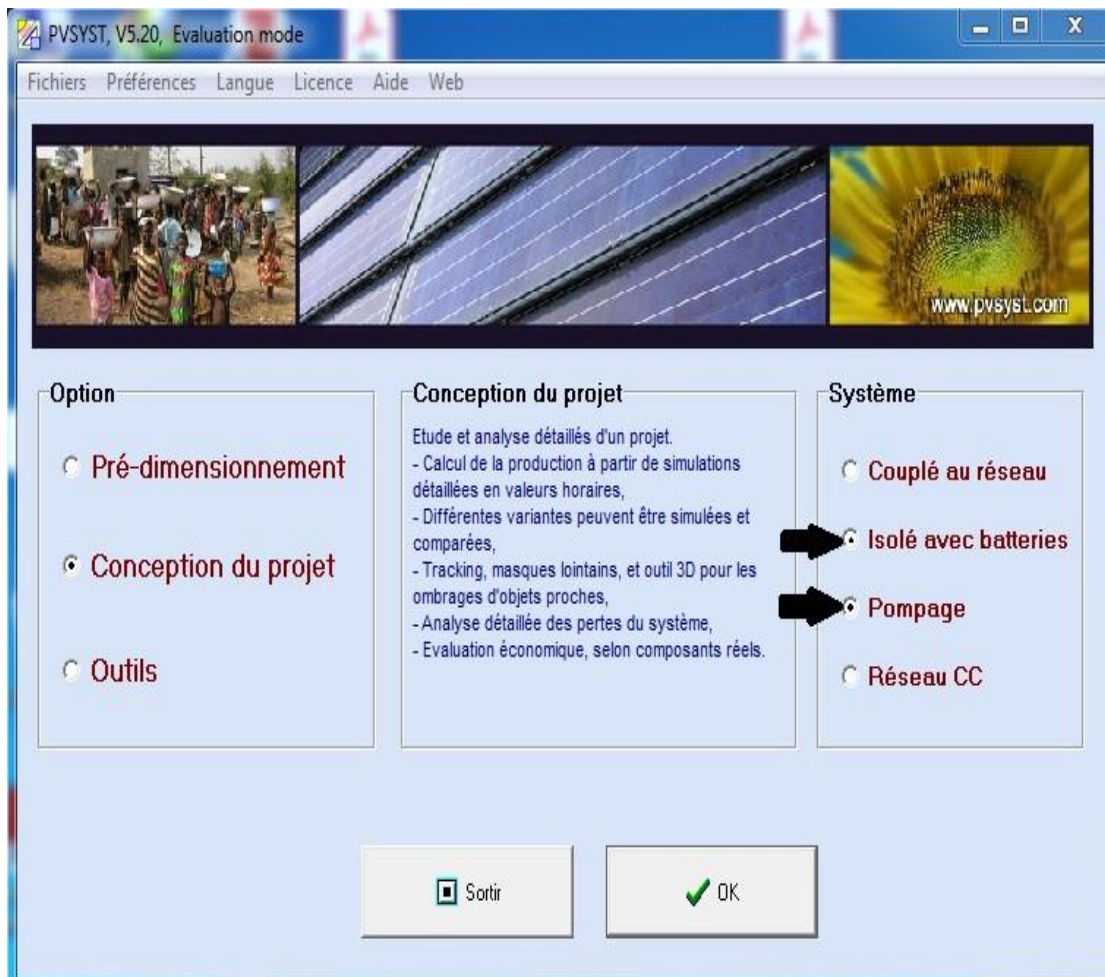 PVSYST, V5.20, Evaluation mode
Fichiers Préférences Langue Licence Aide Web
www.pvsyst.com
Option
Pré-dimensionnement
Conception du projet
Outils
Conception du projet
Etude et analyse détaillés d'un projet.
- Calcul de la production à partir de simulations
détaillées en valeurs horaires,
- Différentes variantes peuvent être simulées et
comparées,
- Tracking, masques lointains, et outil 3D pour les
ombrages d'objets proches,
- Analyse détaillée des pertes du système,
- Evaluation économique, selon composants réels.
Système
Couplé au réseau
Isolé avec batteries
Pompage
Réseau CC
Sortir
OK